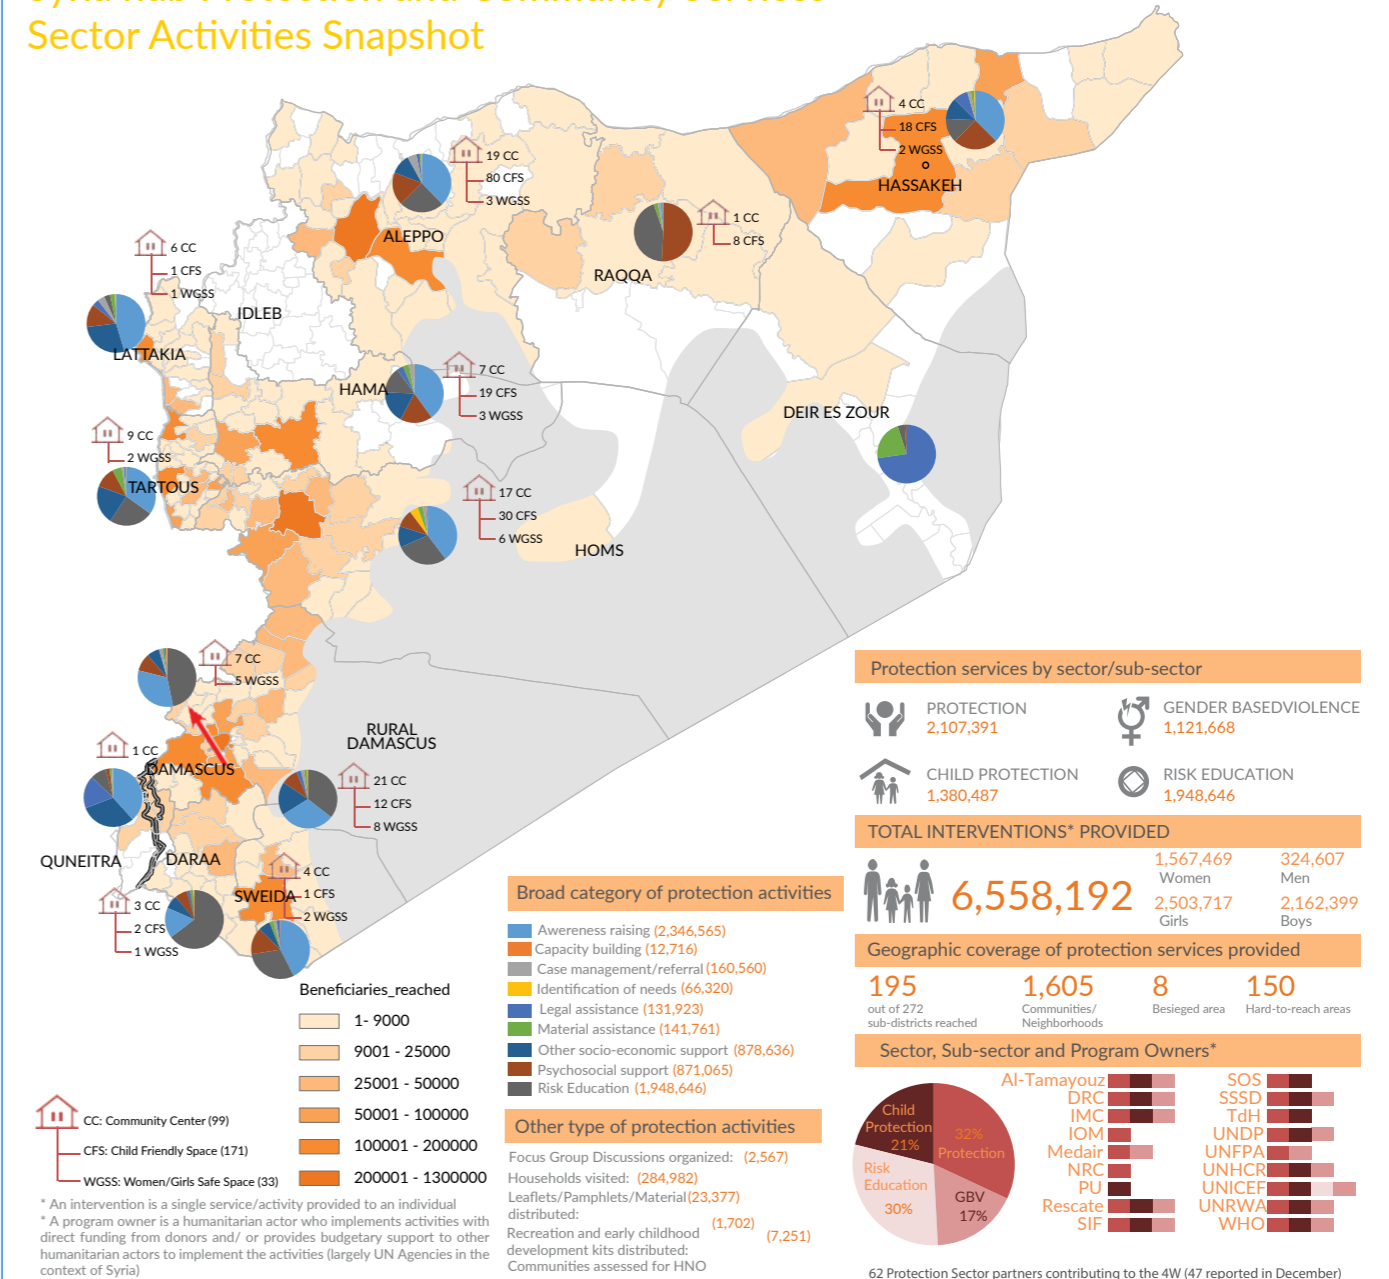 Sector Activities Snapshot
4 CC
18 CFS
2 WGSS
HASSAKEH
19 CC
80 CFS
3 WGSS
ALEPPO
1 CC
8 CFS
RAQQA
6 CC
1 CFS
1 WGSS
IDLEB
LATTAKIA
HAMA
7 CC
19 CFS
3 WGSS
DEIR ES ZOUR
9 CC
2 WGSS
TARTOUS
17 CC
30 CFS
6 WGSS
HOMS
7 CC
5 WGSS
RURAL
DAMASCUS
1 CC
DAMASCUS
21 CC
12 CFS
8 WGSS
QUNEITRA
DARAA
4 CC
1 CFS
2 WGSS
SWEIDA
3 CC
2 CFS
1 WGSS
Beneficiaries_reached
1- 9000
9001 - 25000
25001 - 50000
50001 - 100000
100001 - 200000
200001 - 1300000
CC: Community Center (99)
CFS: Child Friendly Space (171)
WGSS: Women/Girls Safe Space (33)
* An intervention is a single service/activity provided to an individual
* A program owner is a humanitarian actor who implements activities with
direct funding from donors and/ or provides budgetary support to other
humanitarian actors to implement the activities (largely UN Agencies in the
context of Syria)
Broad category of protection activities
Awereness raising (2,346,565)
Capacity building (12,716)
Case management/referral (160,560)
Identification of needs (66,320)
Legal assistance (131,923)
Material assistance (141,761)
Other socio-economic support (878,636)
Psychosocial support (871,065)
Risk Education (1,948,646)
Other type of protection activities
Focus Group Discussions organized: (2,567)
Households visited: (284,982)
Leaflets/Pamphlets/Material (23,377)
distributed:
(1,702)
Recreation and early childhood (7,251)
development kits distributed:
Communities assessed for HNO
Protection services by sector/sub-sector
PROTECTION
2,107,391
GENDER BASEDVIOLENCE
1,121,668
CHILD PROTECTION
1,380,487
RISK EDUCATION
1,948,646
TOTAL INTERVENTIONS* PROVIDED
6,558,192
1,567,469
Women
324,607
Men
2,503,717
Girls
2,162,399
Boys
Geographic coverage of protection services provided
195
out of 272
sub-districts reached
1,605
Communities/
Neighborhoods
8
Besieged area
150
Hard-to-reach areas
Sector, Sub-sector and Program Owners*
Child
Protection
21%
32%
Protection
Risk
Education
30%
GBV
17%
Al-Tamayouz
DRC
IMC
IOM
Medair
NRC
PU
Rescate
SIF
SOS
SSSD
TdH
UNDP
UNFPA
UNHCR
UNICEF
UNRWA
WHO
62 Protection Sector partners contributing to the 4W (47 reported in December)